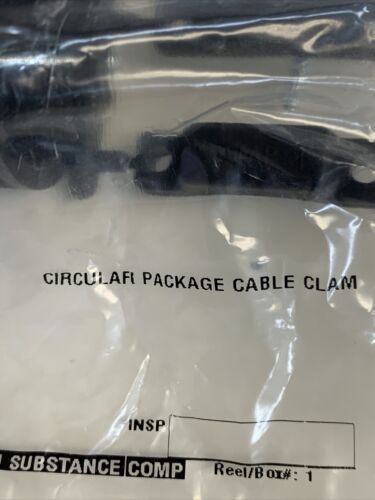 CIRCULAR PACKAGE CABLE CLAM
INSP
SUBSTANCE COMP
Reel/Box#: 1